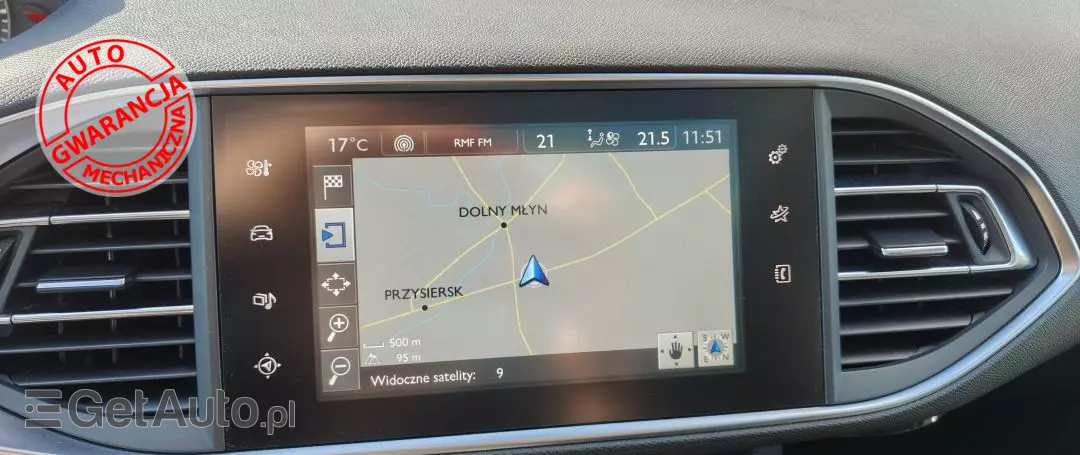 AUTO
GWARANCJA
MECHANICZNA
17°C RMF FM 21 21.5 11:51
DOLNY MŁYN
PRZYSIERSK
500 m
95 m
S W
E N
Widoczne satelity: 9
GetAuto.pl